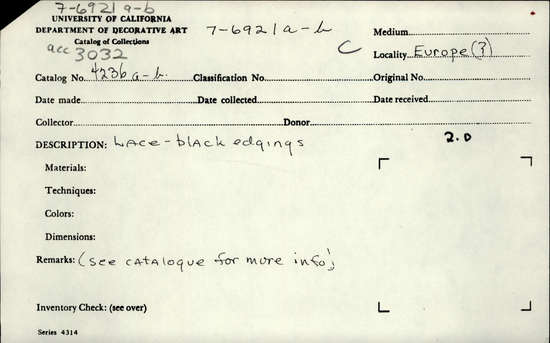 7-6921 a-b
UNIVERSITY OF CALIFORNIA
DEPARTMENT OF DECORATIVE ART 7-6921a-b Medium
Catalog of Collections
acc 3032 C Locality Europe (?)
Catalog No. 4236 a-b Classification No. Original No.
Date made Date collected Date received
Collector Donor
DESCRIPTION: Lace - black edgings 2.0
Materials:
Techniques:
Colors:
Dimensions:
Remarks: (see catalogue for more info)
Inventory Check: (see over)
Series 4314